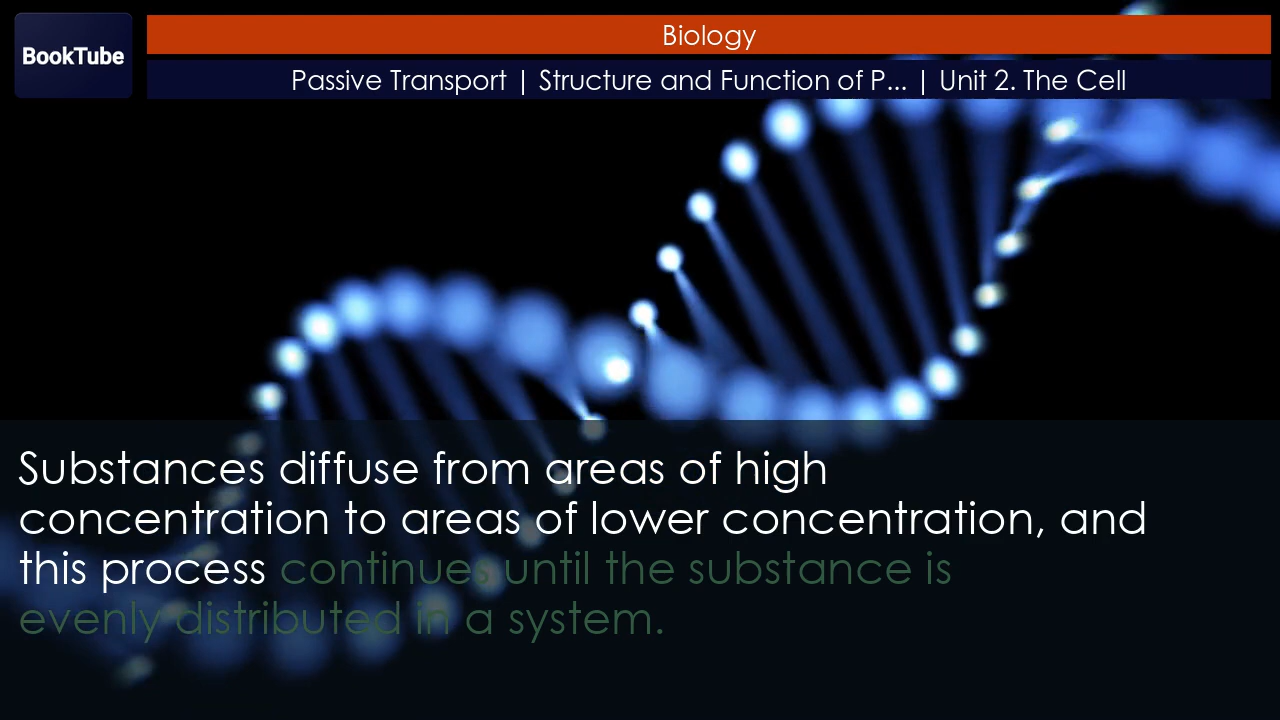 BookTube
Biology
Passive Transport | Structure and Function of P... | Unit 2. The Cell
Substances diffuse from areas of high
concentration to areas of lower concentration, and
this process continues until the substance is
evenly distributed in a system.